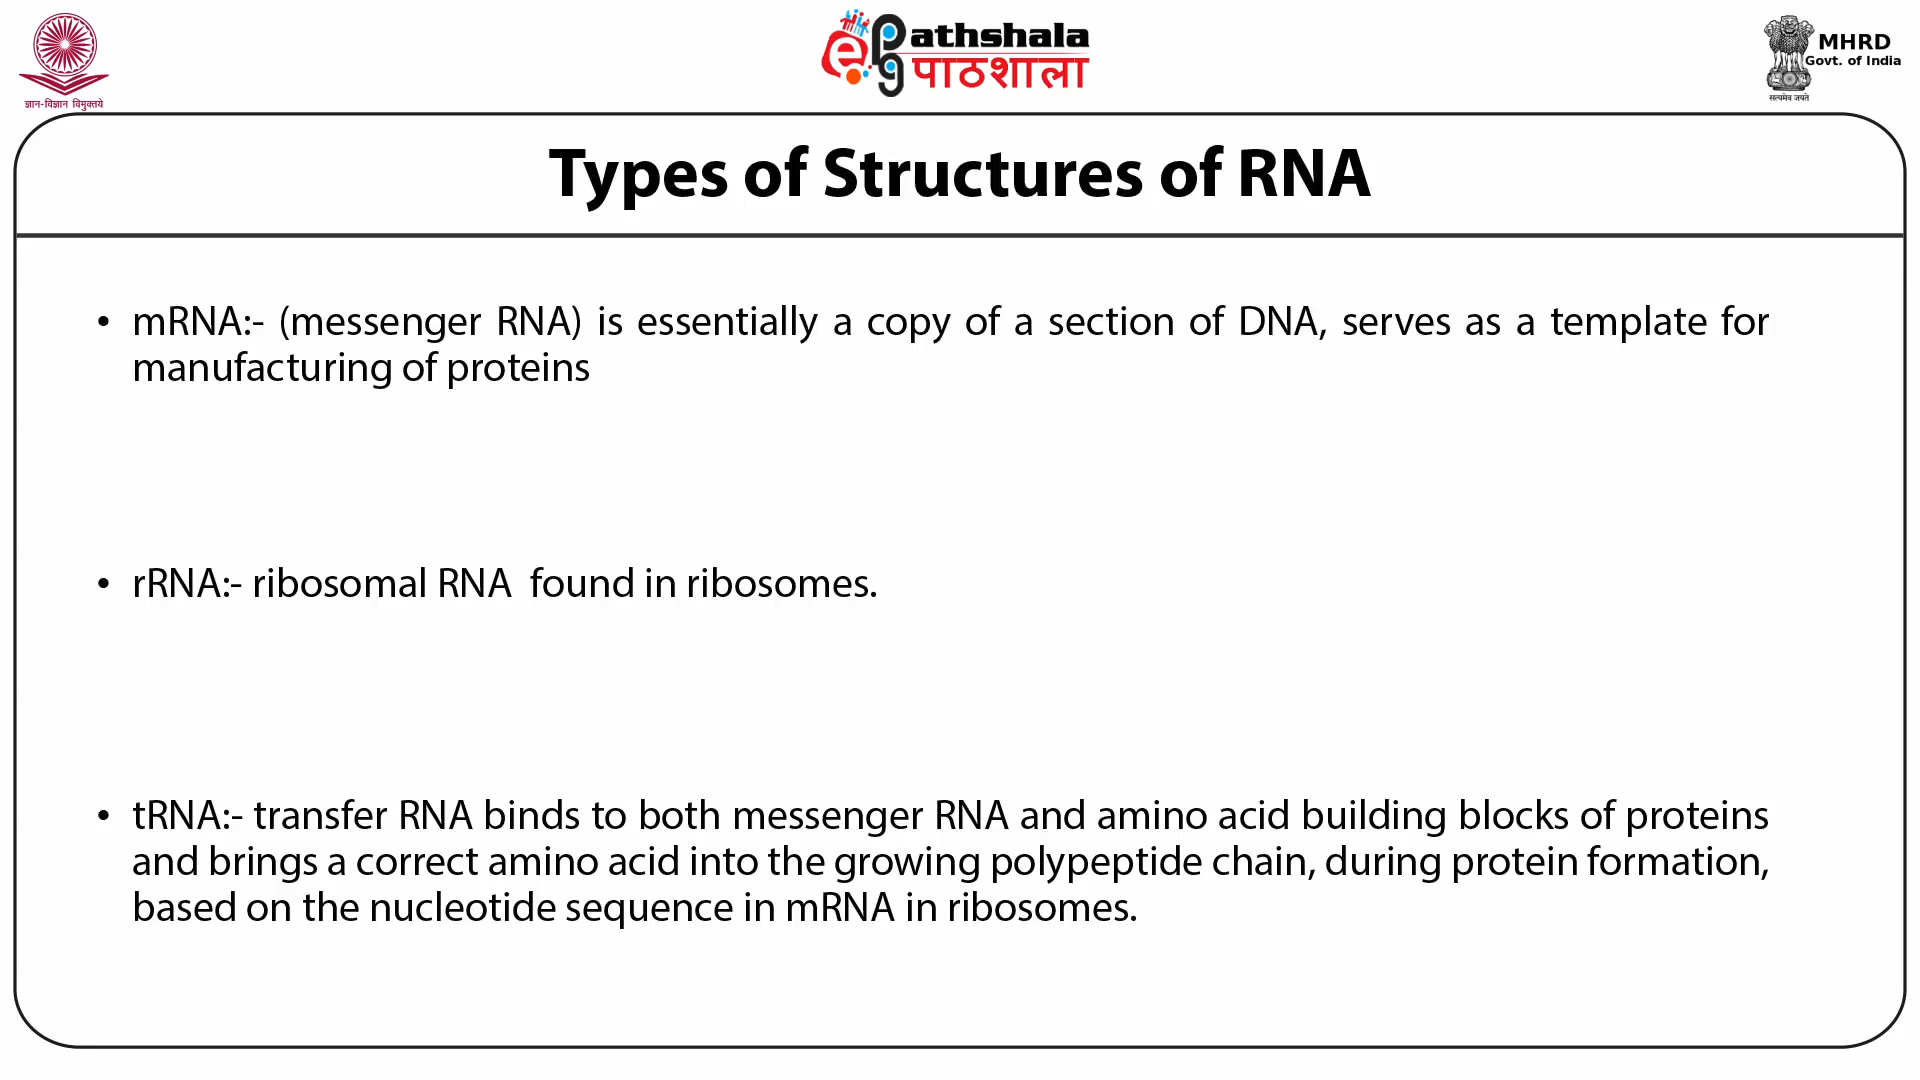 ज्ञान-विज्ञान विमुक्तये
ePathshala
पाठशाला
MHRD
Govt. of India
सत्यमेव जयते
Types of Structures of RNA
• mRNA:- (messenger RNA) is essentially a copy of a section of DNA, serves as a template for
manufacturing of proteins
• rRNA:- ribosomal RNA  found in ribosomes.
• tRNA:- transfer RNA binds to both messenger RNA and amino acid building blocks of proteins
and brings a correct amino acid into the growing polypeptide chain, during protein formation,
based on the nucleotide sequence in mRNA in ribosomes.